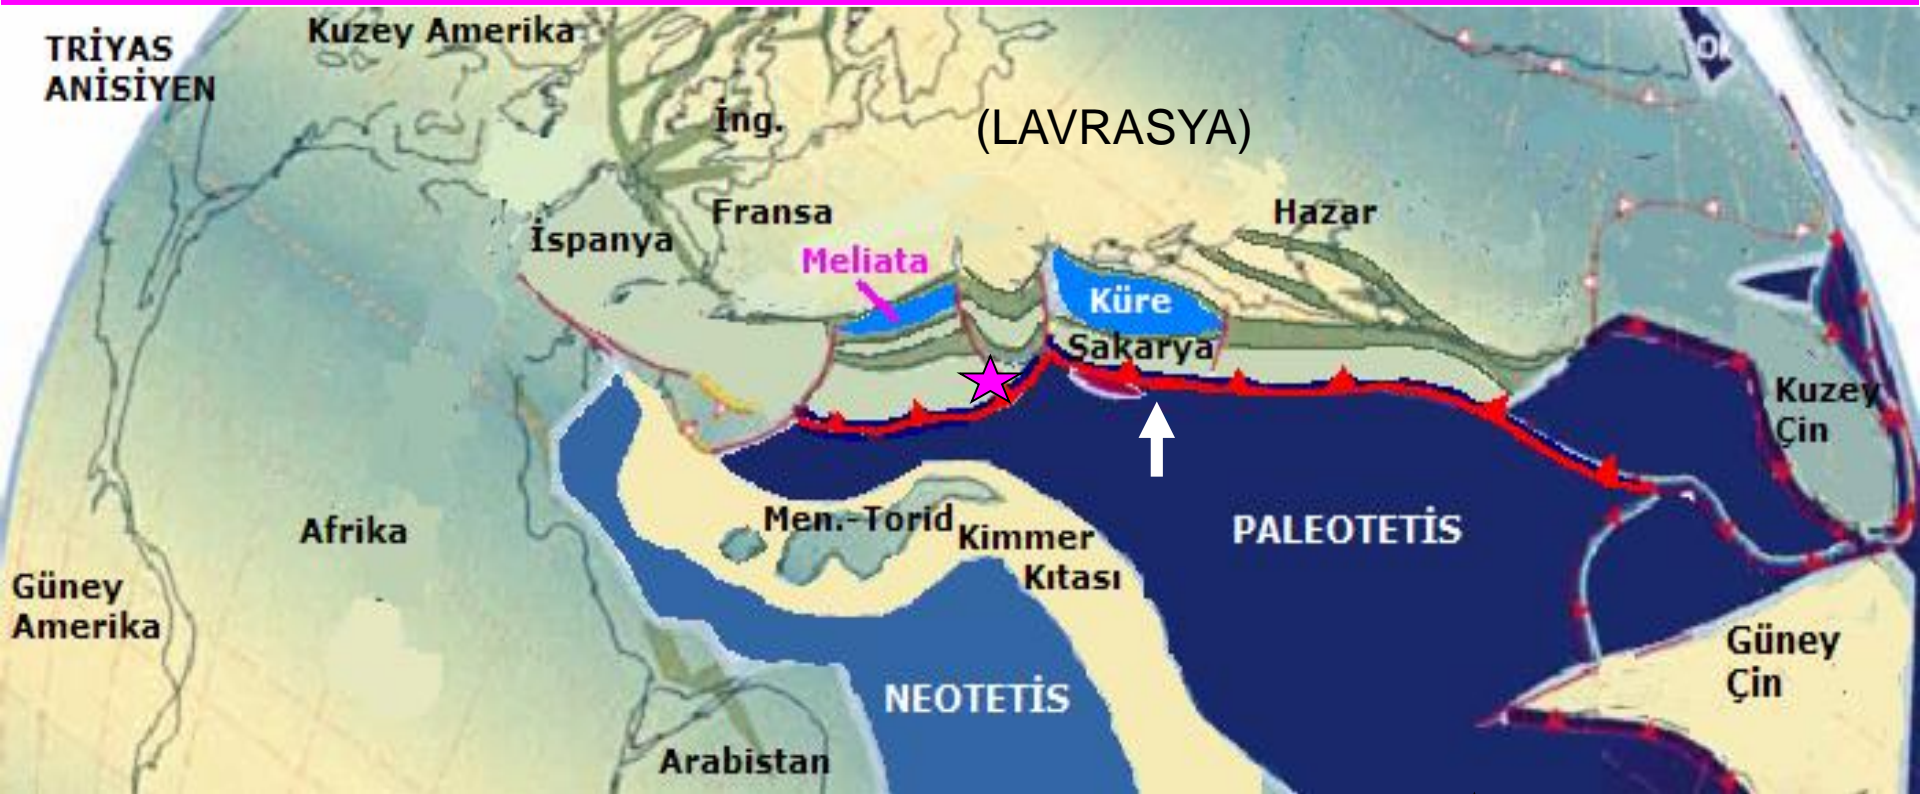 TRİYAS
ANİSİYEN
Kuzey Amerika
İng.
(LAVRASYA)
Ok
Fransa
Hazar
İspanya
Meliata
Küre
Sakarya
Kuzey
Çin
Afrika
Men.-Torid
Kimmer
Kıtası
PALEOTETİS
Güney
Amerika
Güney
Çin
NEOTETİS
Arabistan